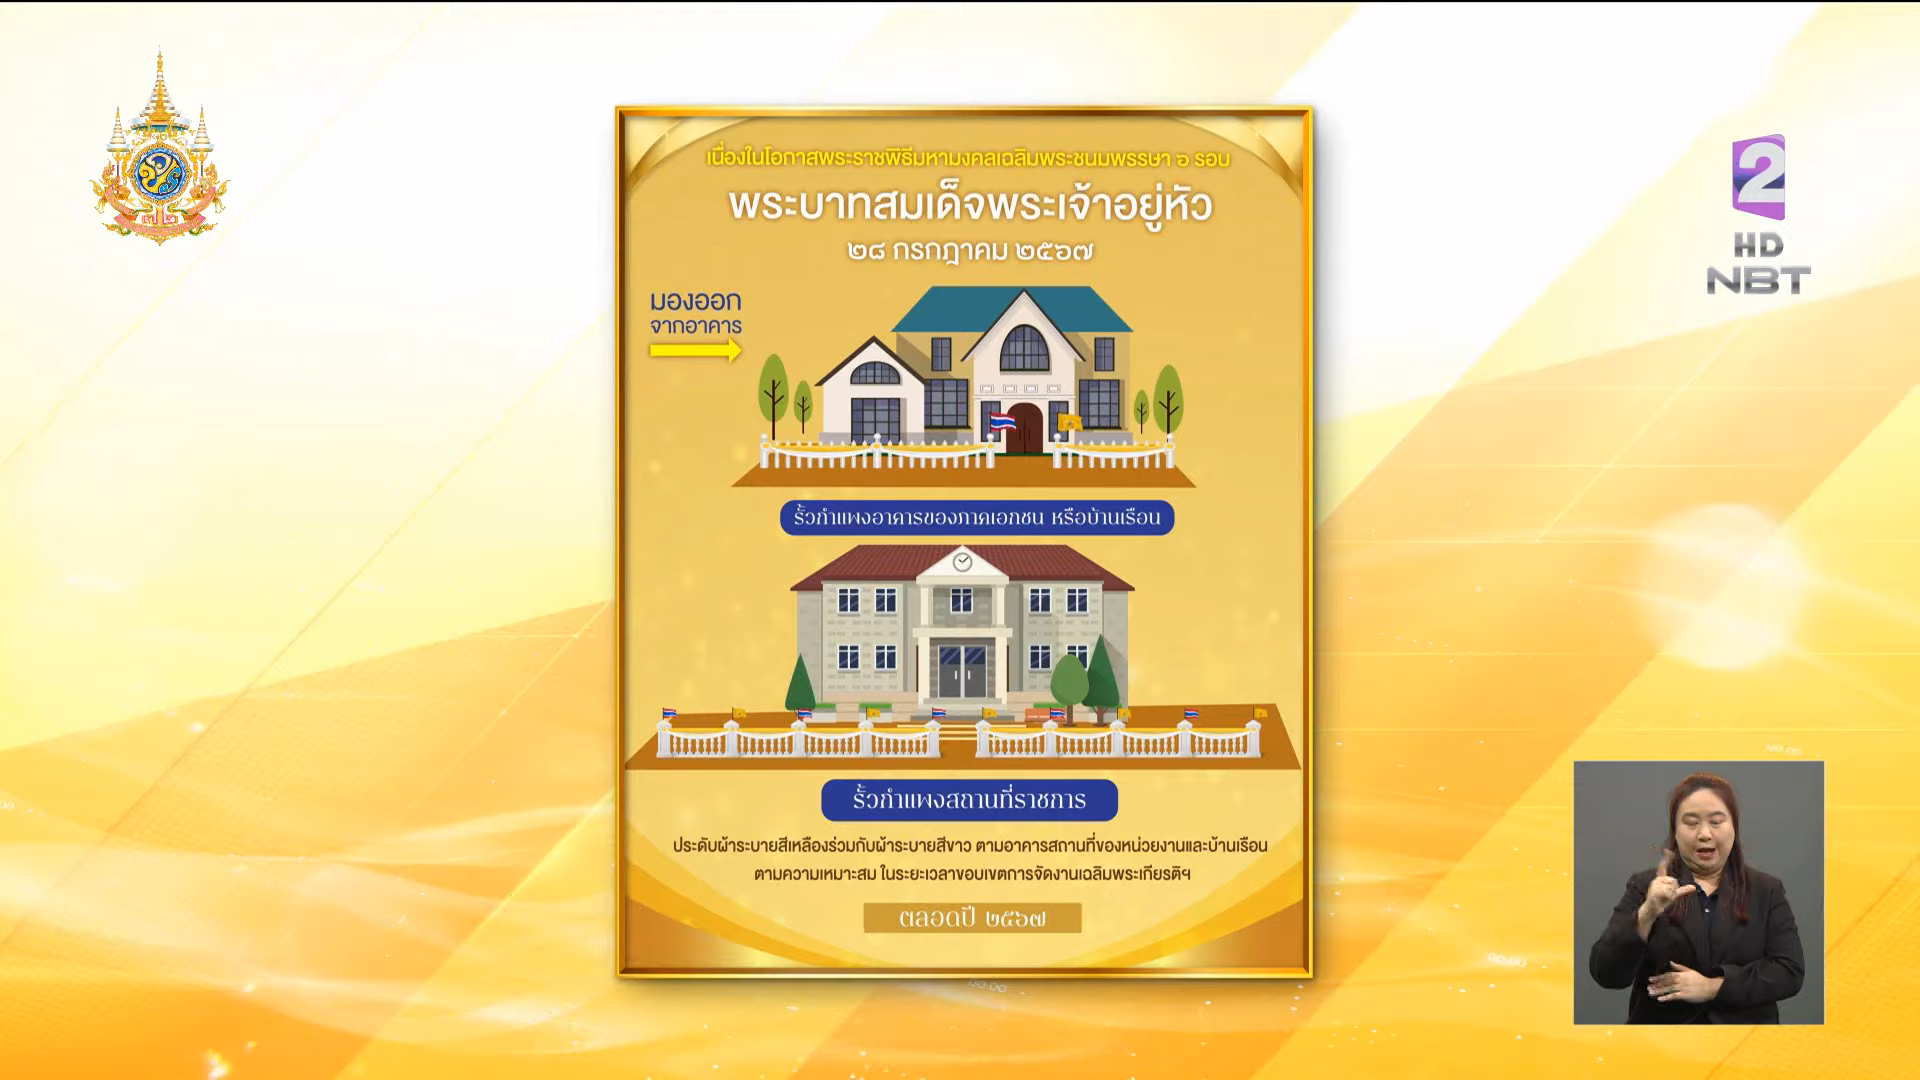 เนื่องในโอกาสพระราชพิธีมหามงคลเฉลิมพระชนมพรรษา ๖ รอบ
พระบาทสมเด็จพระเจ้าอยู่หัว
๒๘ กรกฎาคม ๒๕๖๗
มองออก
จากอาคาร
รั้วกำแพงอาคารของภาคเอกชน หรือบ้านเรือน
รั้วกำแพงสถานที่ราชการ
ประดับผ้าระบายสีเหลืองร่วมกับผ้าระบายสีขาว ตามอาคารสถานที่ของหน่วยงานและบ้านเรือน
ตามความเหมาะสม ในระยะเวลาขอบเขตการจัดงานเฉลิมพระเกียรติฯ
ตลอดปี ๒๕๖๗
2
HD
NBT
๗๒